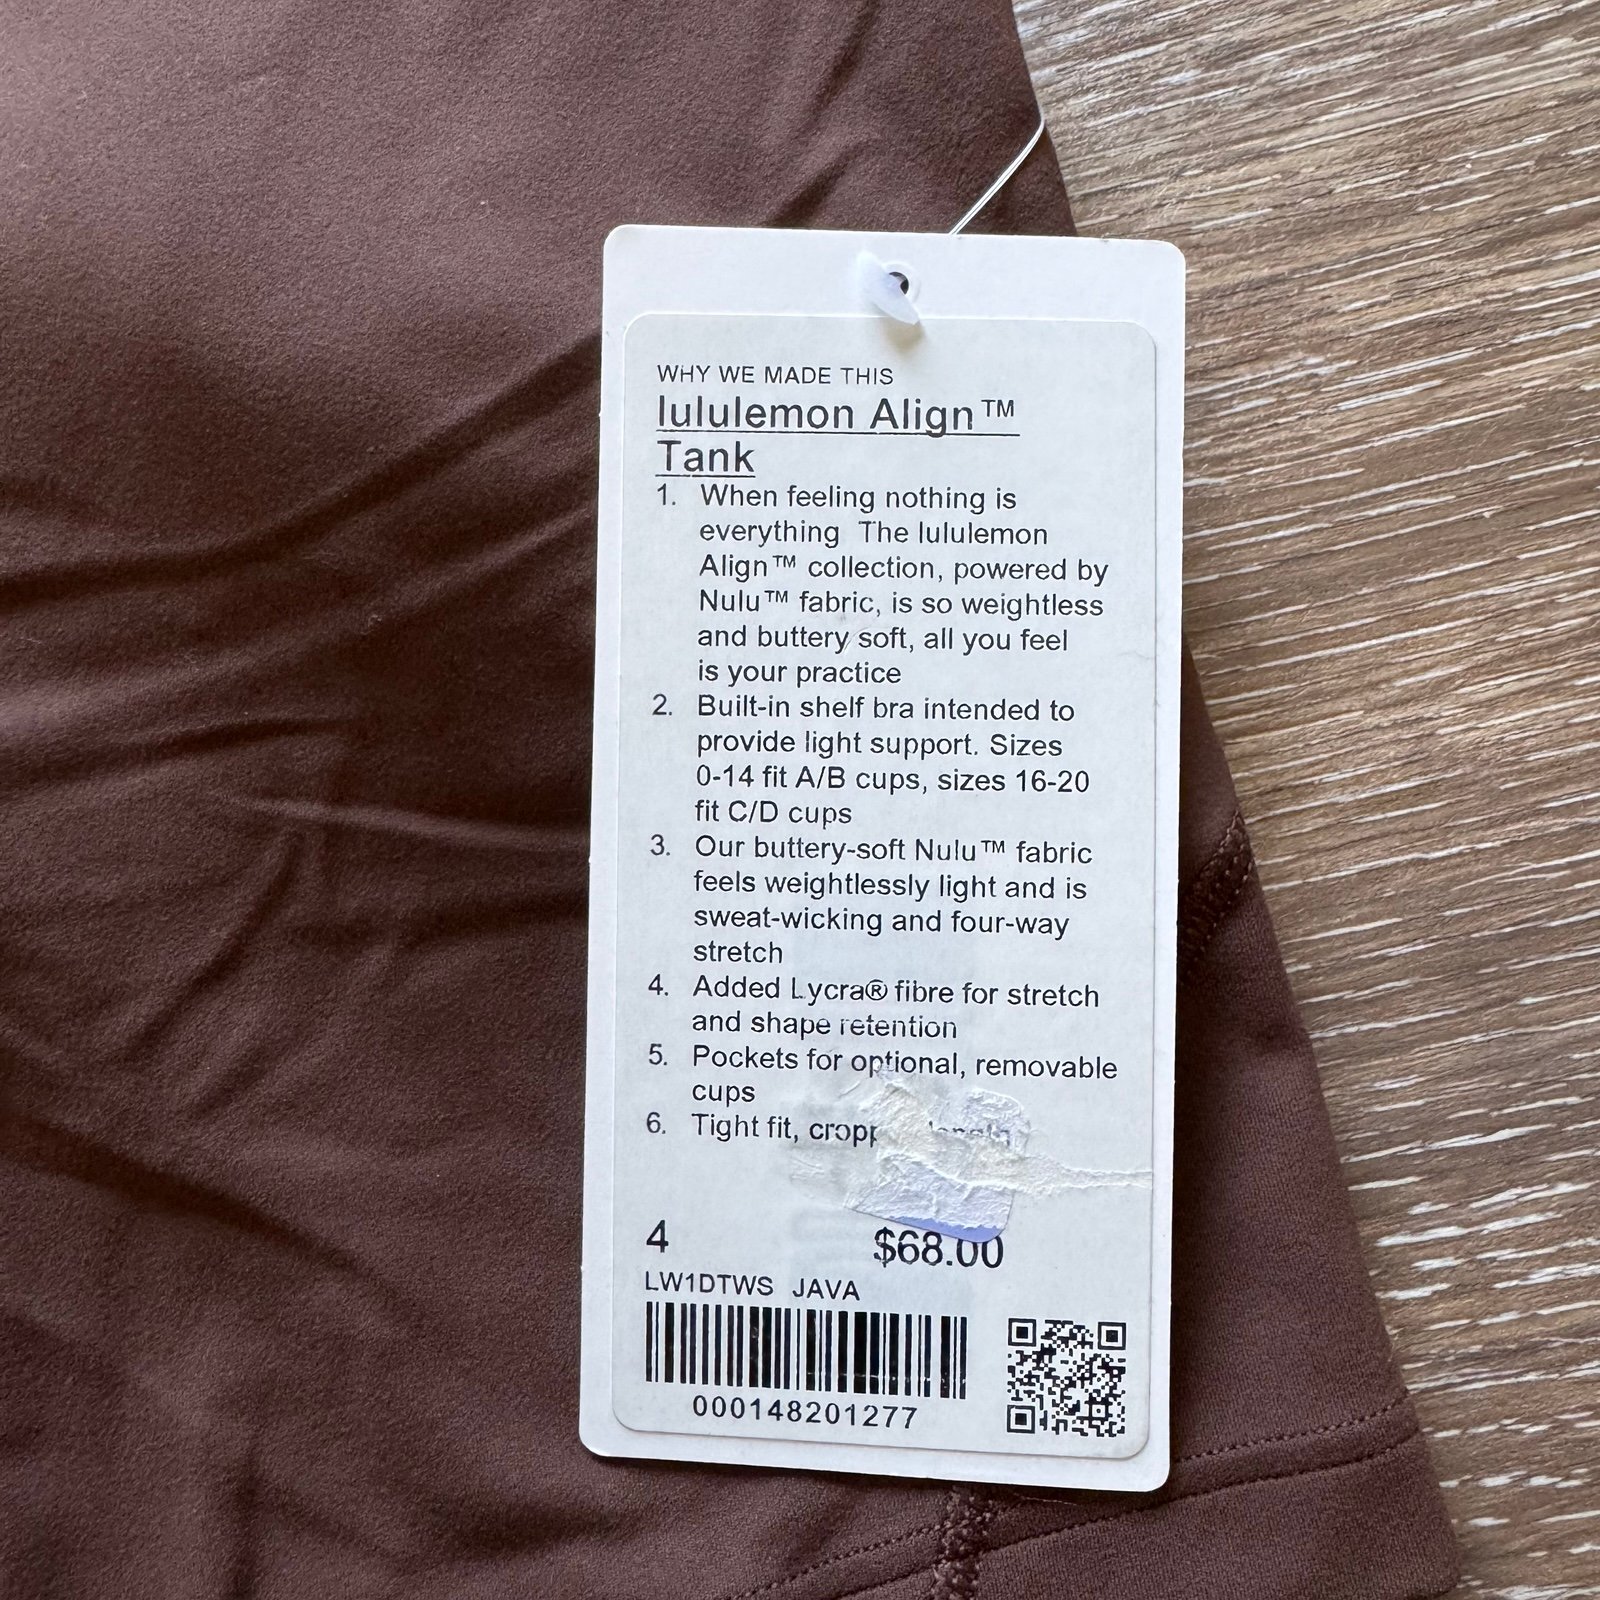 WHY WE MADE THIS
lululemon Align™
Tank
1. When feeling nothing is
everything The lululemon
Align™ collection, powered by
Nulu™ fabric, is so weightless
and buttery soft, all you feel
is your practice
2. Built-in shelf bra intended to
provide light support. Sizes
0-14 fit A/B cups, sizes 16-20
fit C/D cups
3. Our buttery-soft Nulu™ fabric
feels weightlessly light and is
sweat-wicking and four-way
stretch
4. Added Lycra® fibre for stretch
and shape retention
5. Pockets for optional, removable
cups
6. Tight fit,
4 $68.00
LW1DTWS JAVA
000148201277